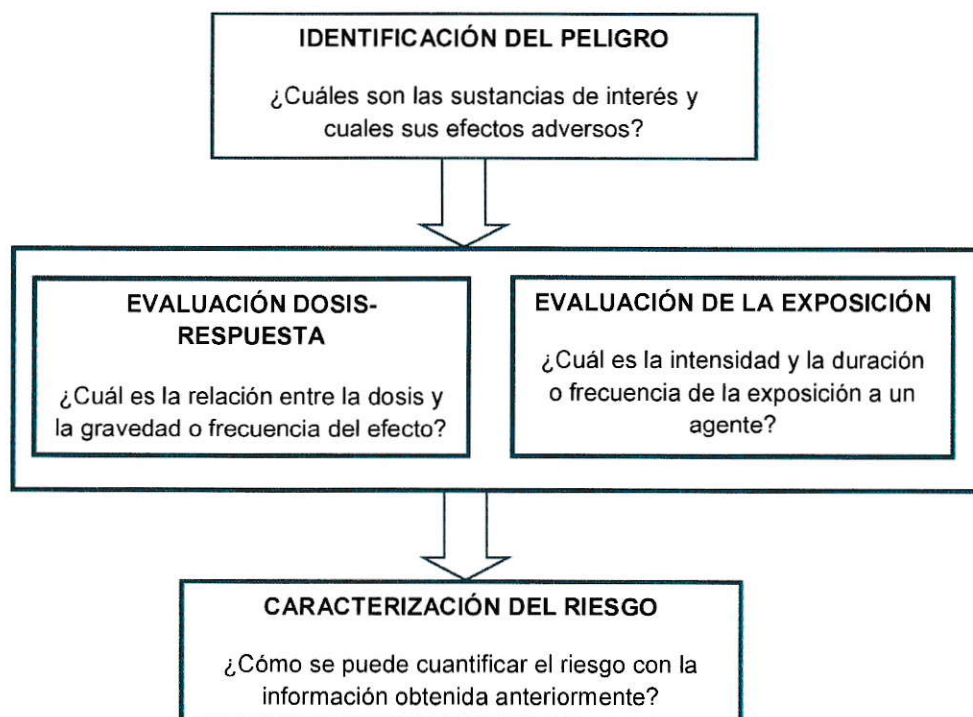 IDENTIFICACIÓN DEL PELIGRO
¿Cuáles son las sustancias de interés y
cuales sus efectos adversos?
EVALUACIÓN DOSIS-
RESPUESTA
¿Cuál es la relación entre la dosis y
la gravedad o frecuencia del efecto?
EVALUACIÓN DE LA EXPOSICIÓN
¿Cuál es la intensidad y la duración
o frecuencia de la exposición a un
agente?
CARACTERIZACIÓN DEL RIESGO
¿Cómo se puede cuantificar el riesgo con la
información obtenida anteriormente?